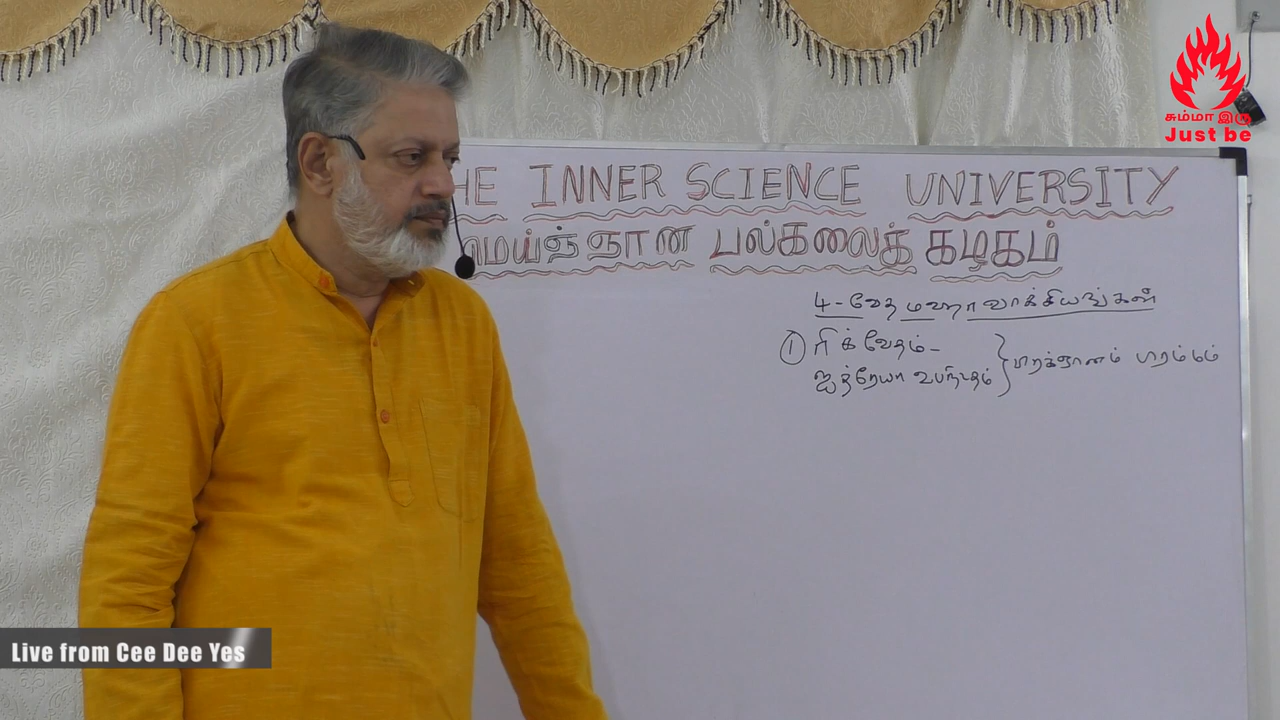 சும்மா இரு
Just be
HE INNER SCIENCE UNIVERSITY
மெய்ஞ்ஞான பல்கலைக் கழகம்
4 - வேத மஹா வாக்கியங்கள்
① ரிக் வேதம் -
ஐத்ரேயா உபநிஷதம் } பிரக்ஞானம் பிரம்மம்
Live from Cee Dee Yes